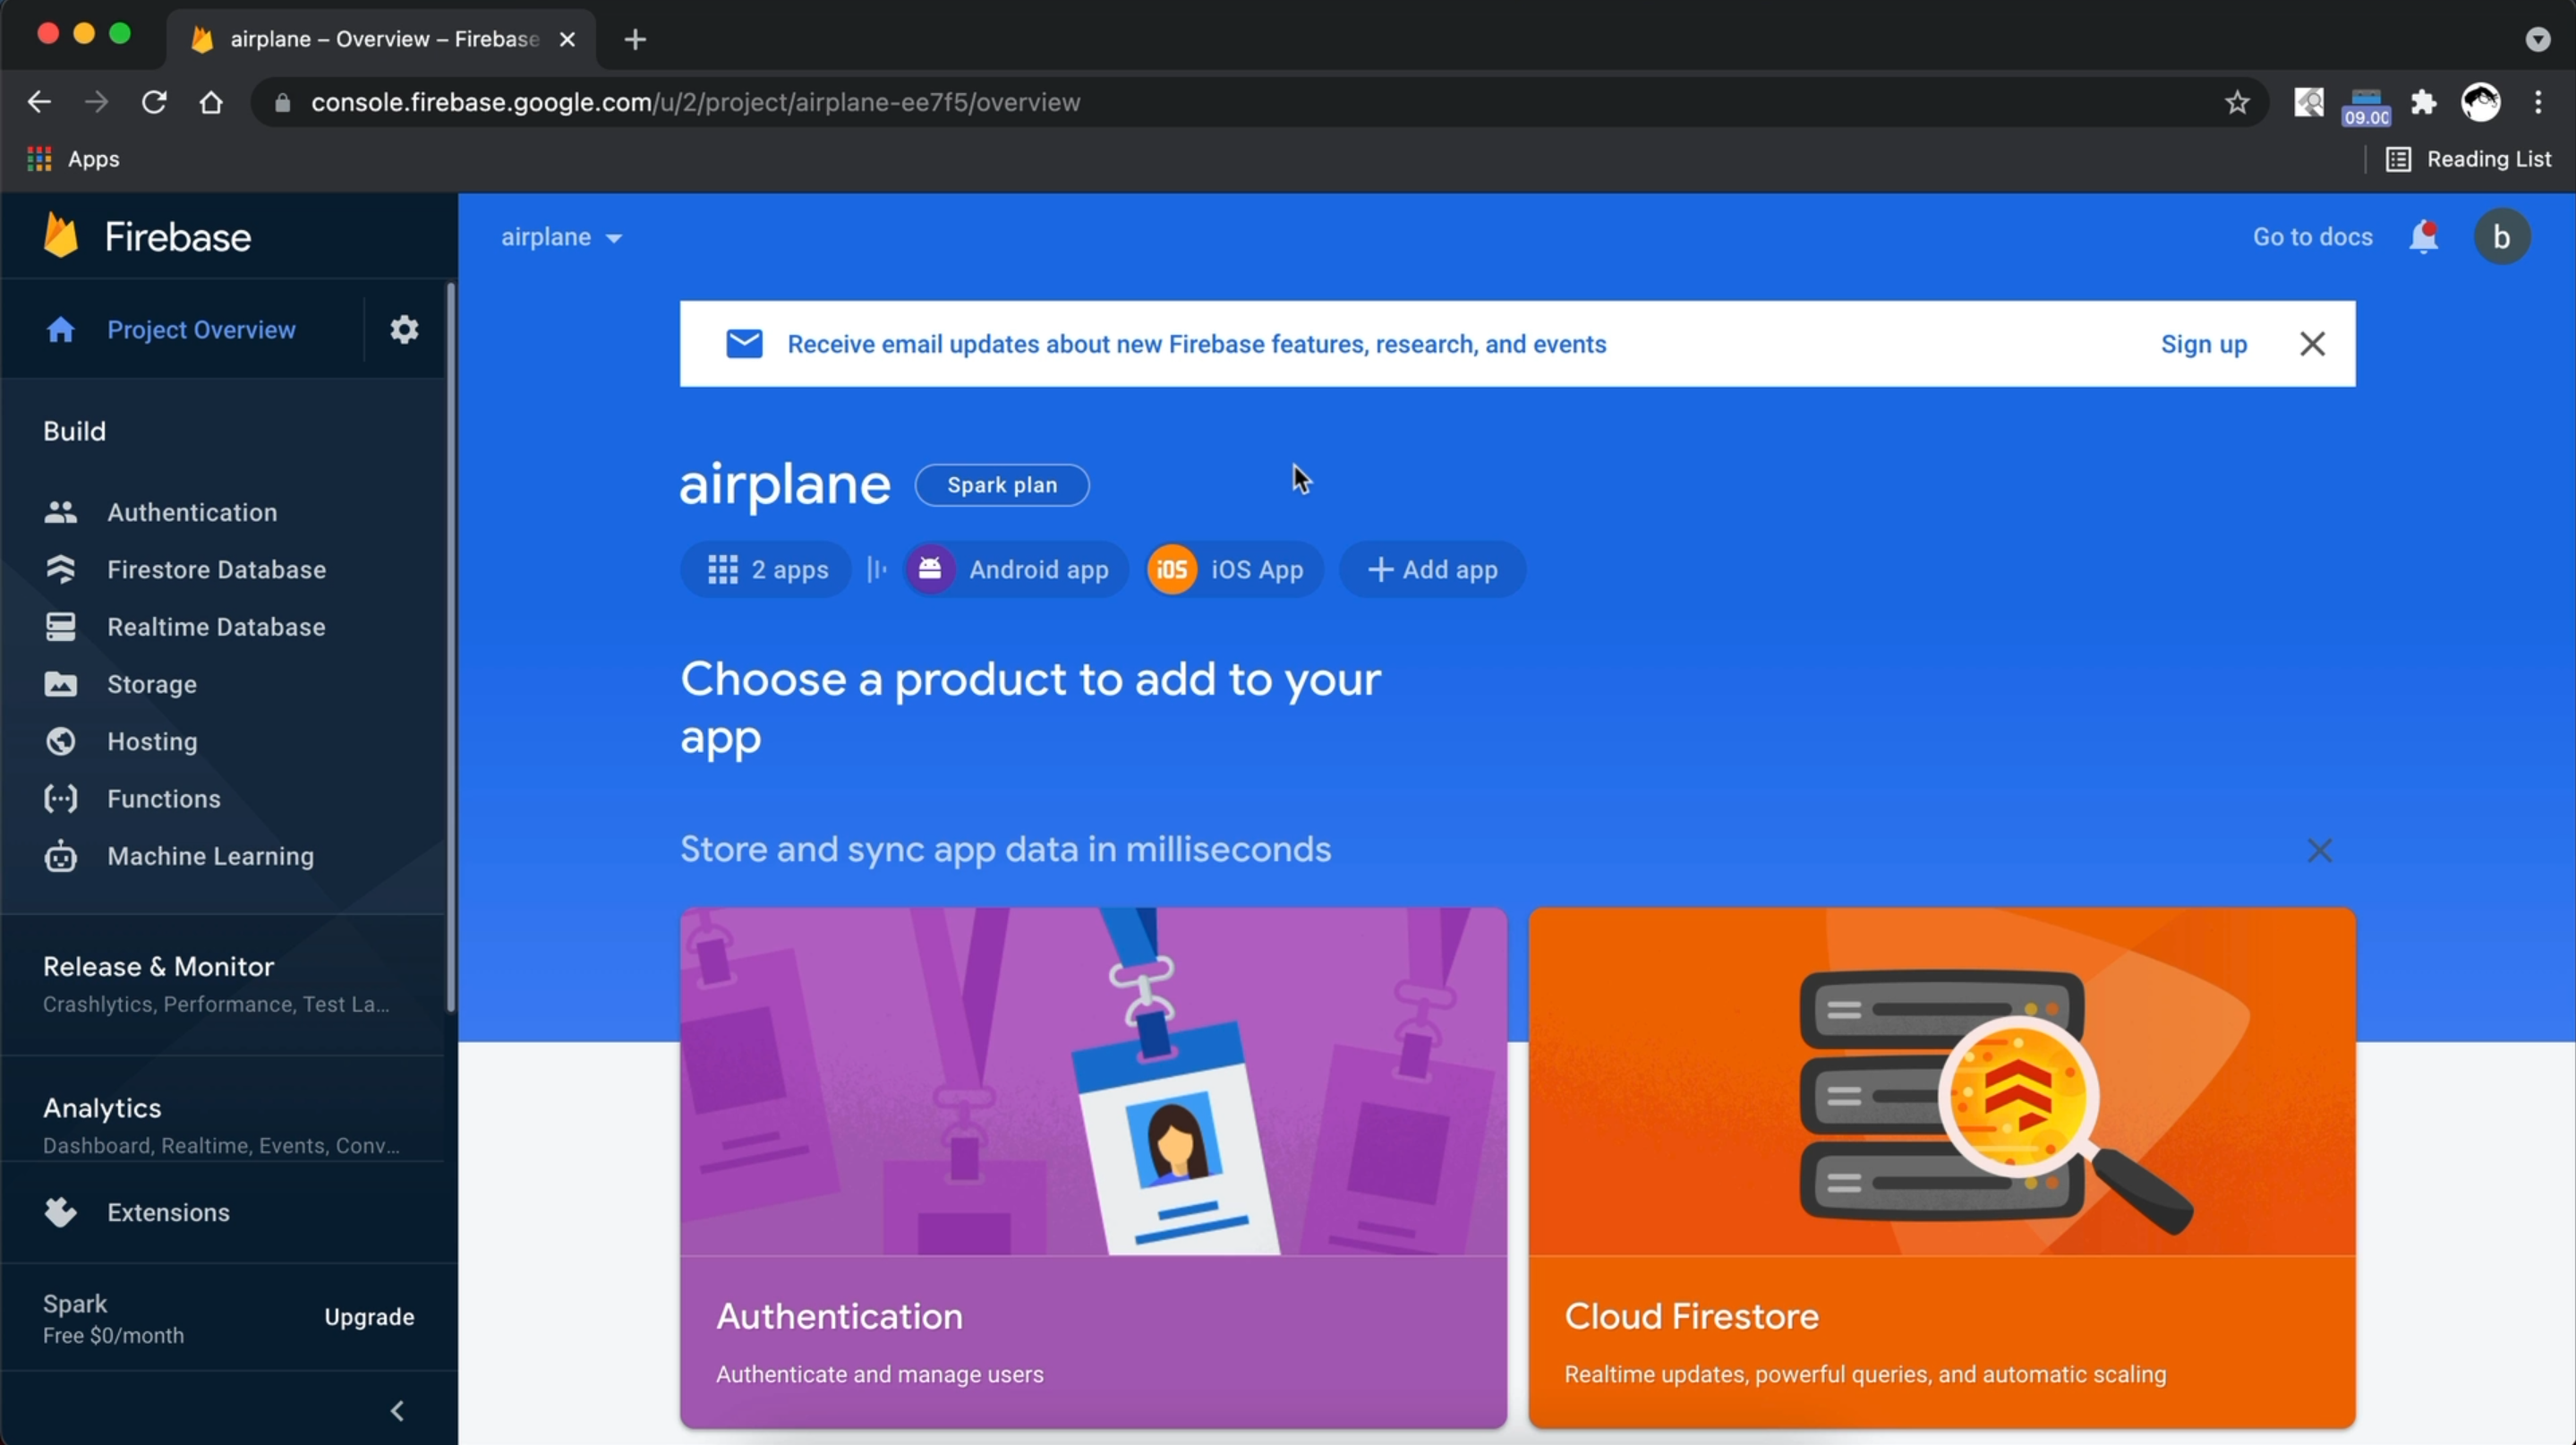 airplane – Overview – Firebase
console.firebase.google.com/u/2/project/airplane-ee7f5/overview
09.00
Apps
Reading List
Firebase
airplane
Go to docs
b
Project Overview
Receive email updates about new Firebase features, research, and events
Sign up
Build
airplane
Spark plan
Authentication
Firestore Database
2 apps
Android app
iOS
iOS App
Add app
Realtime Database
Choose a product to add to your
app
Storage
Hosting
Functions
Store and sync app data in milliseconds
Machine Learning
Release & Monitor
Crashlytics, Performance, Test La...
Analytics
Dashboard, Realtime, Events, Conv...
Extensions
Spark
Free $0/month
Upgrade
Authentication
Authenticate and manage users
Cloud Firestore
Realtime updates, powerful queries, and automatic scaling